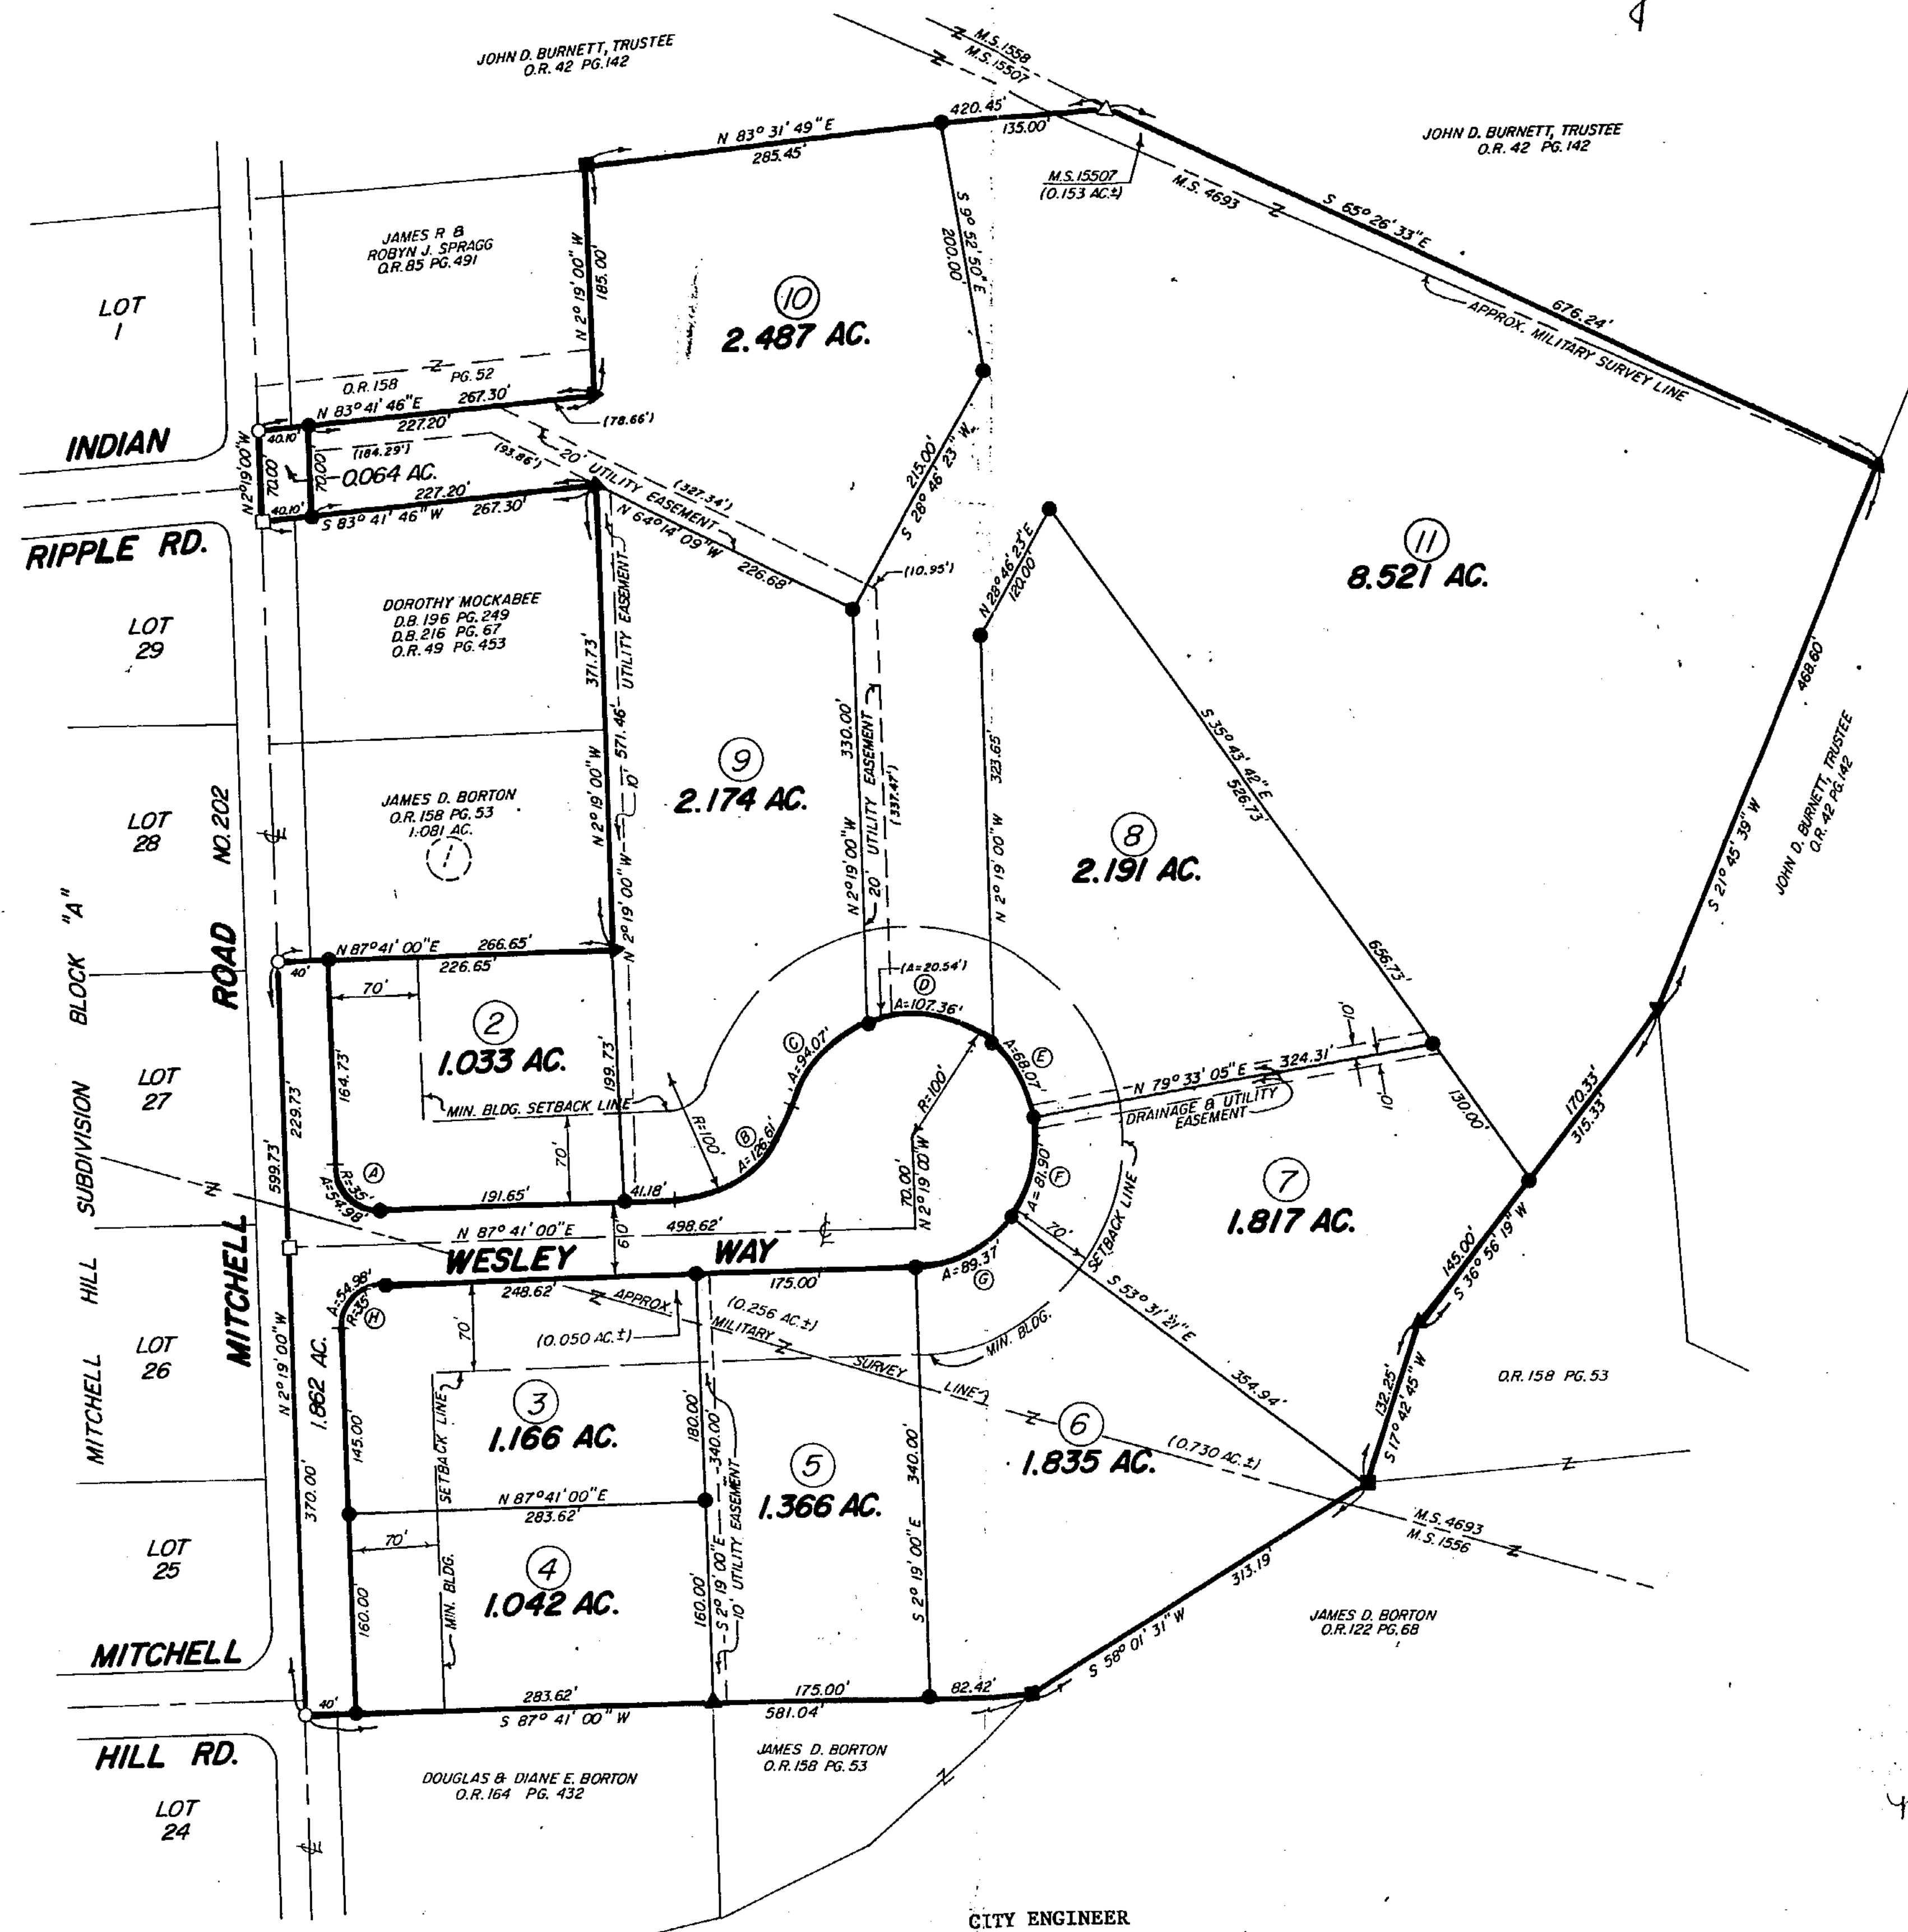 JOHN D. BURNETT, TRUSTEE
O.R. 42 PG. 142
M.S. 1558
M.S. 15507
420.45'
N 83° 31' 49" E
285.45'
135.00'
JOHN D. BURNETT, TRUSTEE
O.R. 42 PG. 142
M.S. 15507
(0.153 AC.±)
M.S. 4693
S 65° 26' 33" E
676.24'
APPROX. MILITARY SURVEY LINE
S 9° 52' 50" E
200.00'
JAMES R &
ROBYN J. SPRAGG
O.R. 85 PG. 491
N 2° 19' 00" W
185.00'
LOT
1
10
2.487 AC.
O.R. 158 PG. 52
N 83° 41' 46" E
267.30'
227.20'
(78.66')
INDIAN
RIPPLE RD.
N 2° 19' 00" W
40.10'
70.00'
70.00'
(184.29')
(93.86')
0.064 AC.
40.10'
227.20'
S 83° 41' 46" W
267.30'
20' UTILITY EASEMENT
(327.34')
N 64° 14' 09" W
226.68'
215.00'
S 28° 46' 23" W
(10.95')
N 28° 46' 23" E
120.00'
11
8.521 AC.
468.60'
S 21° 45' 39" W
JOHN D. BURNETT, TRUSTEE
O.R. 42 PG. 142
LOT
29
DOROTHY MOCKABEE
D.B. 196 PG. 249
D.B. 216 PG. 67
O.R. 49 PG. 453
371.73'
N 2° 19' 00" W
N 2° 19' 00" W
10'
571.46'
UTILITY EASEMENT
9
2.174 AC.
330.00'
N 2° 19' 00" W
20' UTILITY EASEMENT
(337.47')
323.65'
N 2° 19' 00" W
8
2.191 AC.
S 35° 43' 42" E
526.73'
656.73'
130.00'
LOT
28
JAMES D. BORTON
O.R. 158 PG. 53
1.081 AC.
1
MITCHELL ROAD NO. 202
MITCHELL HILL SUBDIVISION BLOCK "A"
N 87° 41' 00" E
266.65'
40'
226.65'
70'
2
1.033 AC.
164.73'
199.73'
MIN. BLDG. SETBACK LINE
70'
R=100'
LOT
27
229.73'
599.73'
A
R=35'
A=54.98'
191.65'
41.18'
B
A=126.61'
C
A=94.07'
(A=20.54')
D
A=107.36'
R=100'
A=68.07'
E
A=81.90'
F
A=89.37'
G
70.00'
N 2° 19' 00" W
N 79° 33' 05" E
324.31'
10'
10'
DRAINAGE & UTILITY
EASEMENT
170.33'
315.33'
145.00'
S 36° 56' 19" W
7
1.817 AC.
70'
SETBACK LINE
MIN. BLDG.
N 87° 41' 00" E
498.62'
60'
WESLEY WAY
248.62'
175.00'
A=54.98'
R=35'
H
APPROX. MILITARY SURVEY LINE
(0.050 AC.±)
(0.256 AC.±)
70'
S 53° 31' 21" E
354.94'
132.25'
S 17° 42' 45" W
O.R. 158 PG. 53
LOT
26
N 2° 19' 00" W
1.862 AC.
370.00'
145.00'
SETBACK LINE
MIN. BLDG.
3
1.166 AC.
180.00'
340.00'
S 2° 19' 00" E
10' UTILITY EASEMENT
5
1.366 AC.
340.00'
S 2° 19' 00" E
6
1.835 AC.
(0.730 AC.±)
M.S. 4693
M.S. 1556
N 87° 41' 00" E
283.62'
70'
LOT
25
160.00'
4
1.042 AC.
160.00'
313.19'
S 58° 01' 31" W
JAMES D. BORTON
O.R. 122 PG. 68
MITCHELL
HILL RD.
40'
283.62'
175.00'
82.42'
S 87° 41' 00" W
581.04'
JAMES D. BORTON
O.R. 158 PG. 53
DOUGLAS & DIANE E. BORTON
O.R. 164 PG. 432
LOT
24
CITY ENGINEER